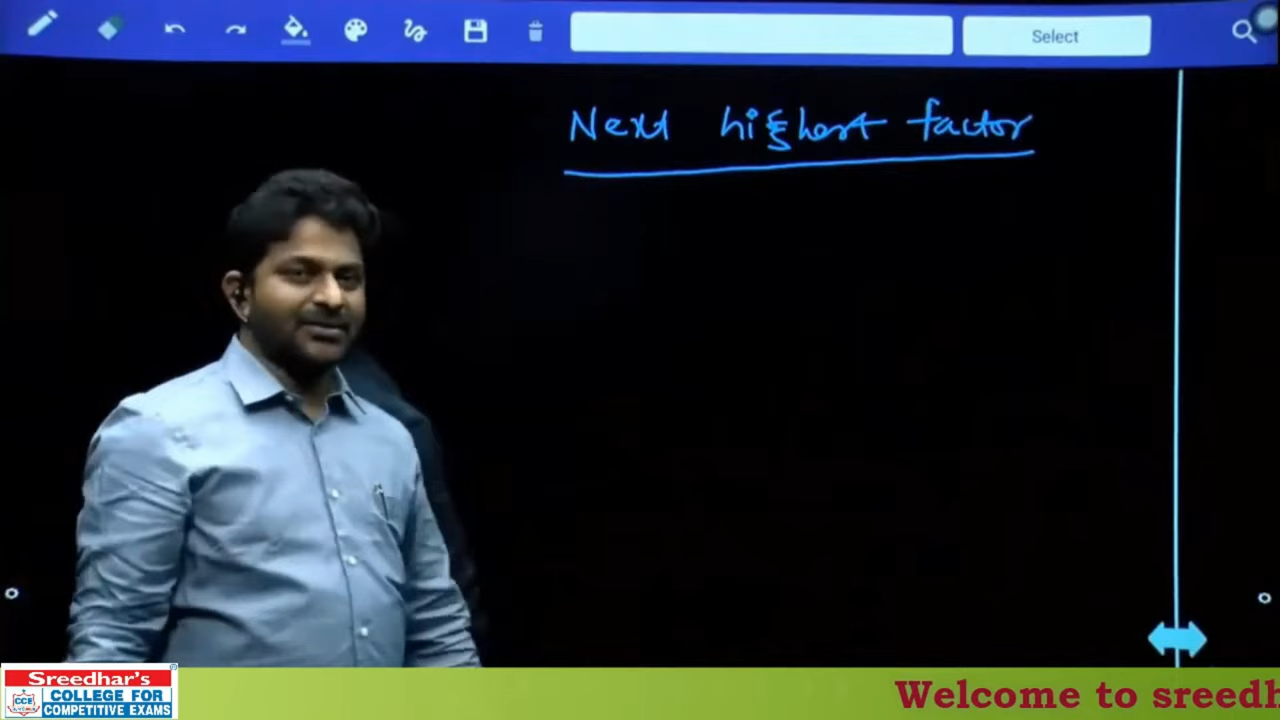 Select
Next highest factor
Sreedhar's
CCE
COLLEGE FOR
COMPETITIVE EXAMS
Welcome to sreedh